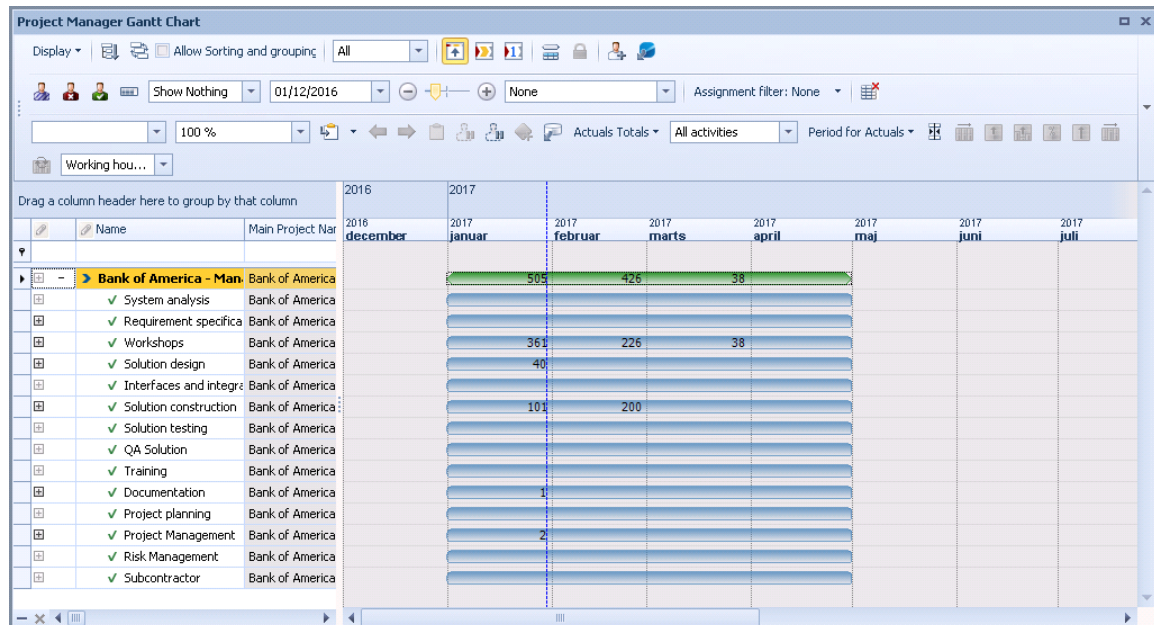 Project Manager Gantt Chart
Display Allow Sorting and grouping All
Show Nothing 01/12/2016 None Assignment filter: None
100 % Actuals Totals All activities Period for Actuals
Working hou...
Drag a column header here to group by that column
2016 2017
Name Main Project Nar
2016 2017 2017 2017 2017 2017 2017 2017
december januar februar marts april maj juni juli
Bank of America - Man Bank of America 505 426 38
System analysis Bank of America
Requirement specifica Bank of America
Workshops Bank of America 361 226 38
Solution design Bank of America 40
Interfaces and integra Bank of America
Solution construction Bank of America 101 200
Solution testing Bank of America
QA Solution Bank of America
Training Bank of America
Documentation Bank of America 1
Project planning Bank of America
Project Management Bank of America 2
Risk Management Bank of America
Subcontractor Bank of America